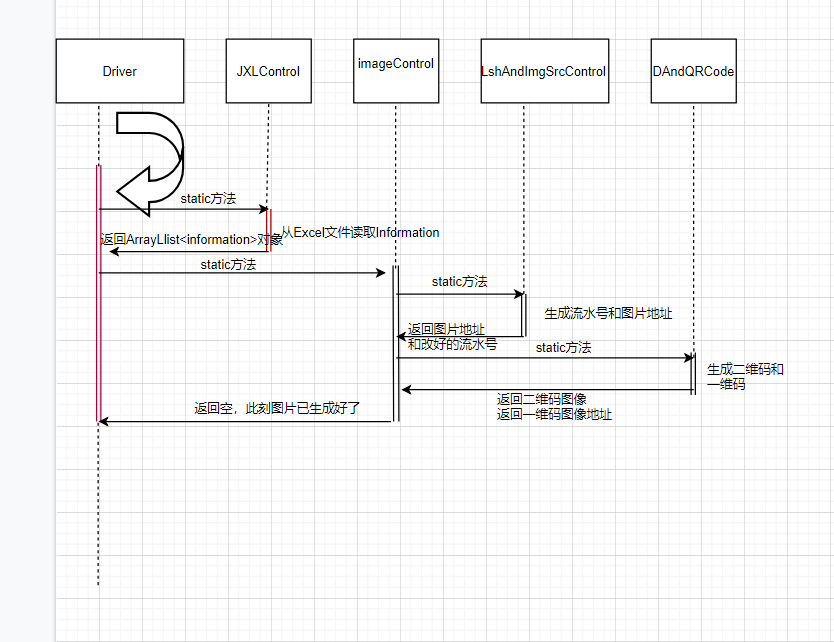 Driver
JXLControl
imageControl
LshAndImgSrcControl
DAndQRCode
static方法
从Excel文件读取Information
返回ArrayLlist<information>对象
static方法
static方法
生成流水号和图片地址
返回图片地址
和改好的流水号
static方法
生成二维码和
一维码
返回二维码图像
返回一维码图像地址
返回空，此刻图片已生成好了